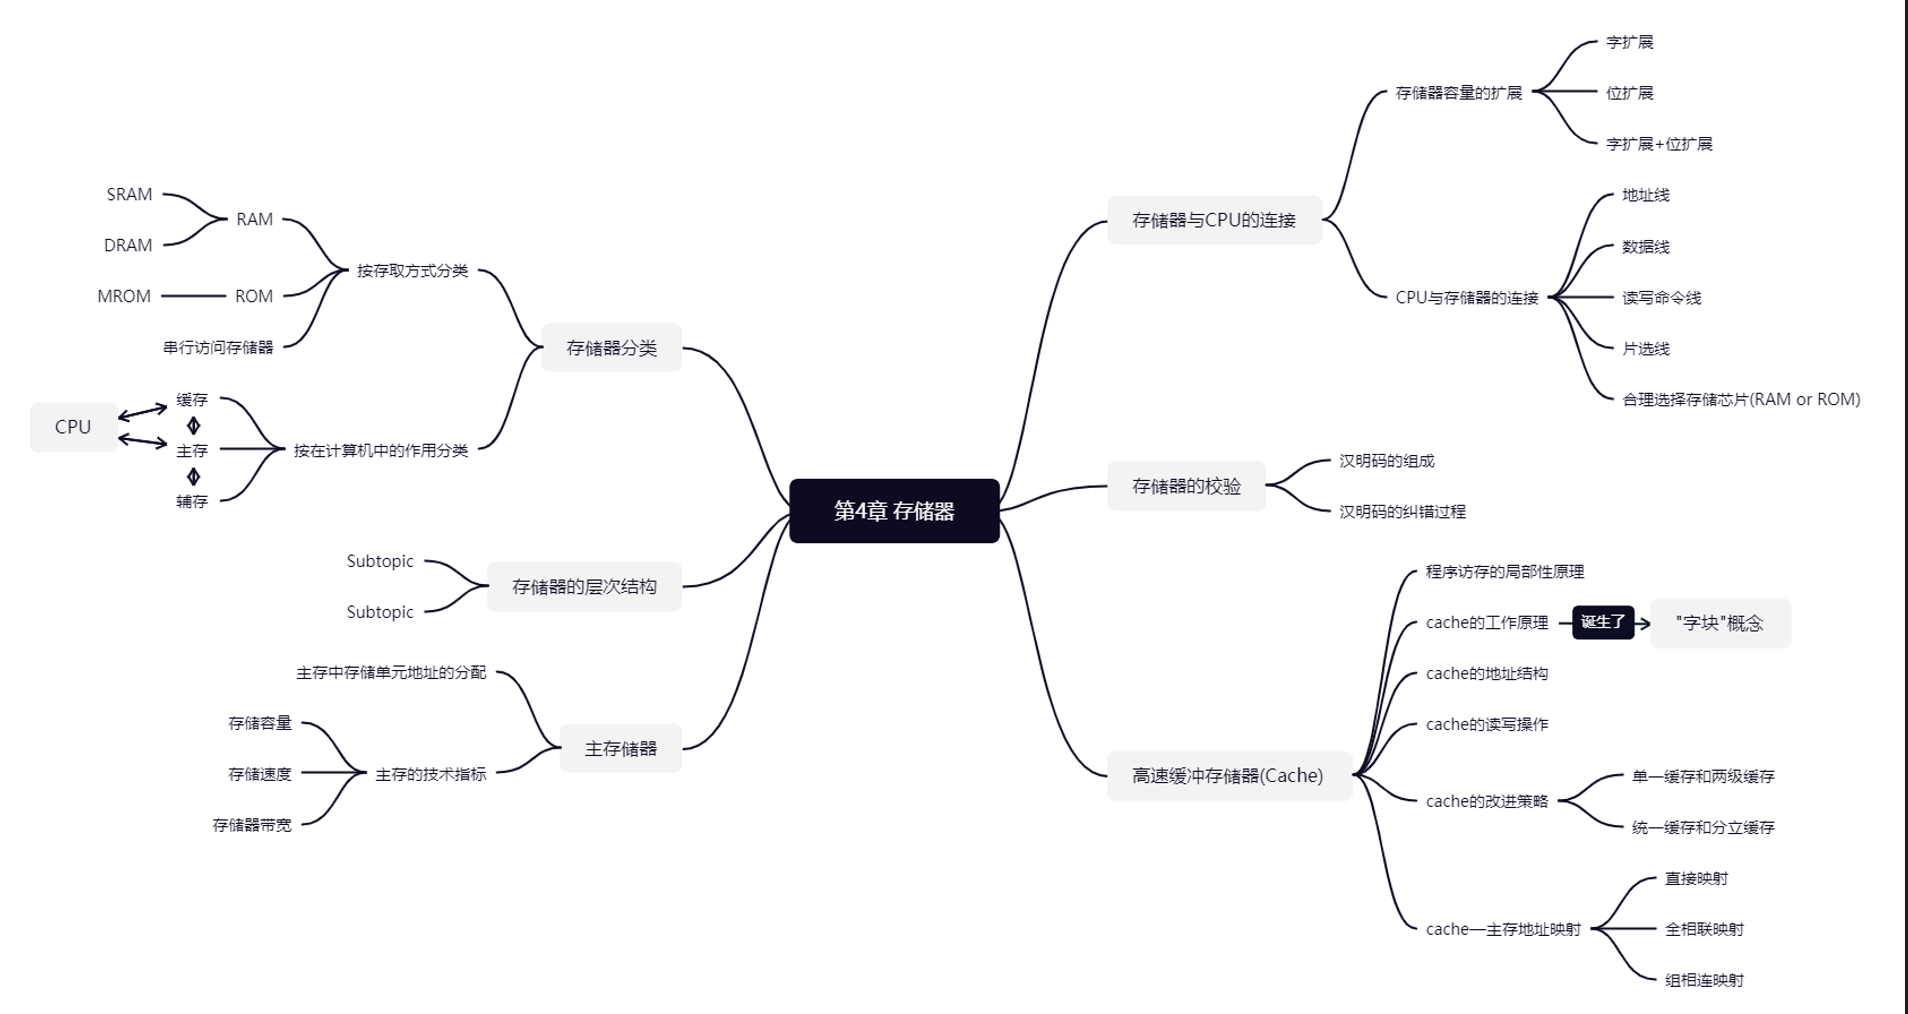 第4章 存储器
存储器分类
按存取方式分类
RAM
SRAM
DRAM
ROM
MROM
串行访问存储器
按在计算机中的作用分类
缓存
主存
辅存
CPU
存储器的层次结构
Subtopic
Subtopic
主存储器
主存中存储单元地址的分配
主存的技术指标
存储容量
存储速度
存储器带宽
存储器与CPU的连接
存储器容量的扩展
字扩展
位扩展
字扩展+位扩展
CPU与存储器的连接
地址线
数据线
读写命令线
片选线
合理选择存储芯片(RAM or ROM)
存储器的校验
汉明码的组成
汉明码的纠错过程
高速缓冲存储器(Cache)
程序访存的局部性原理
cache的工作原理
诞生了
"字块"概念
cache的地址结构
cache的读写操作
cache的改进策略
单一缓存和两级缓存
统一缓存和分立缓存
cache—主存地址映射
直接映射
全相联映射
组相连映射